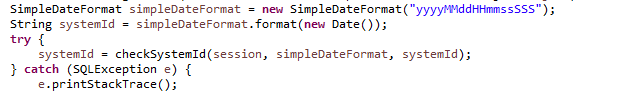 SimpleDateFormat simpleDateFormat = new SimpleDateFormat("yyyyMMddHHmmssSSS");
String systemId = simpleDateFormat.format(new Date());
try {
    systemId = checkSystemId(session, simpleDateFormat, systemId);
} catch (SQLException e) {
    e.printStackTrace();